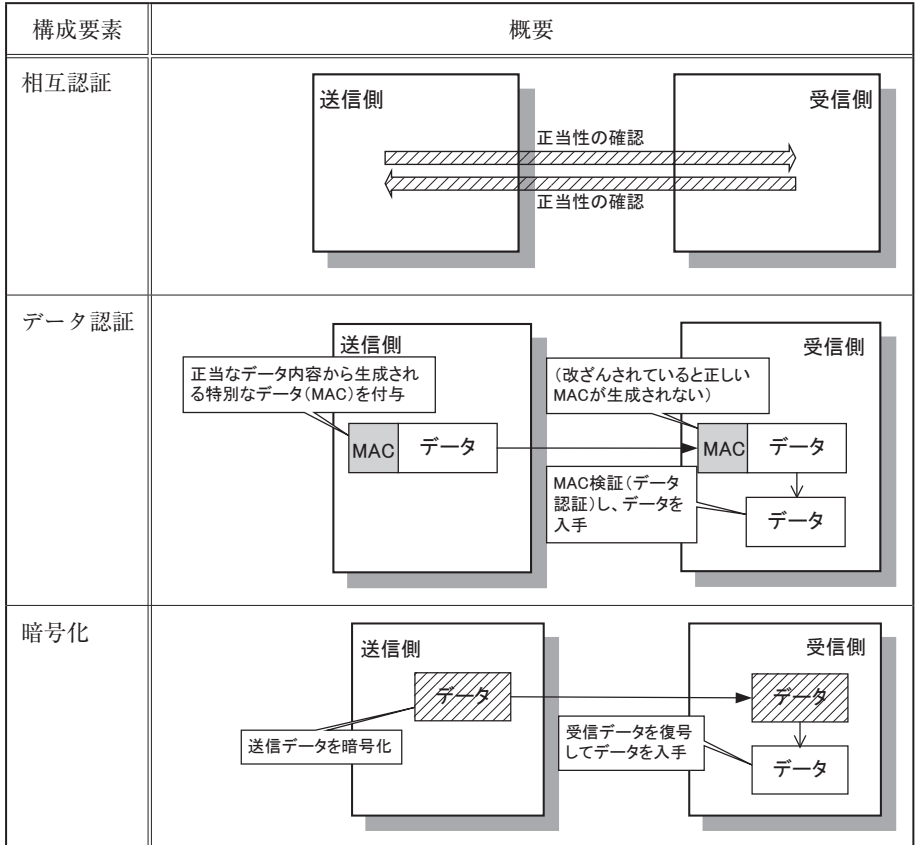 構成要素
概要
相互認証
送信側
受信側
正当性の確認
正当性の確認
データ認証
送信側
受信側
正当なデータ内容から生成され
る特別なデータ(MAC)を付与
(改ざんされていると正しい
MACが生成されない)
MAC
データ
MAC
データ
MAC検証(データ
認証)し、データを
入手
データ
暗号化
送信側
受信側
データ
データ
送信データを暗号化
受信データを復号
してデータを入手
データ